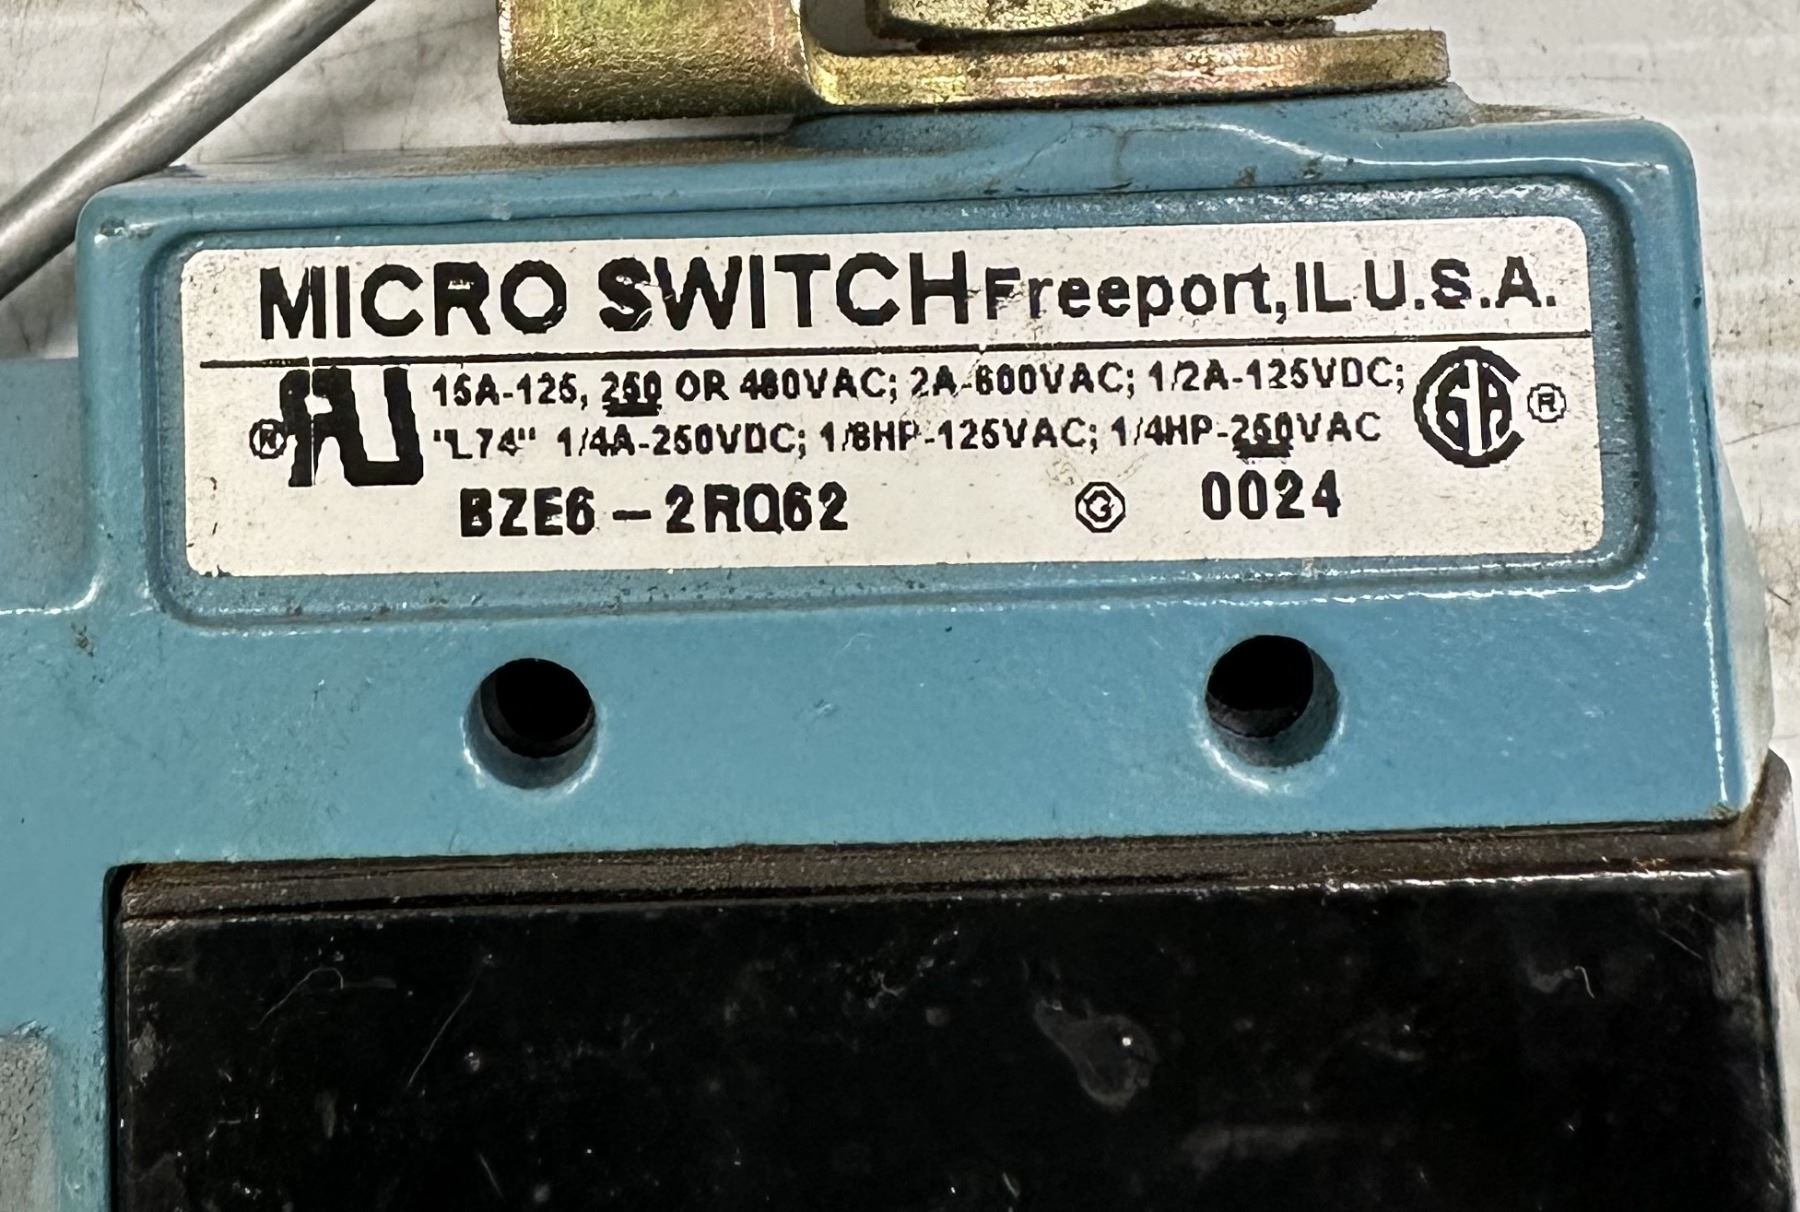 MICRO SWITCH Freeport, IL U.S.A.
15A-125, 250 OR 480VAC; 2A-600VAC; 1/2A-125VDC;
"L74" 1/4A-250VDC; 1/8HP-125VAC; 1/4HP-250VAC
BZE6-2RQ62 0024